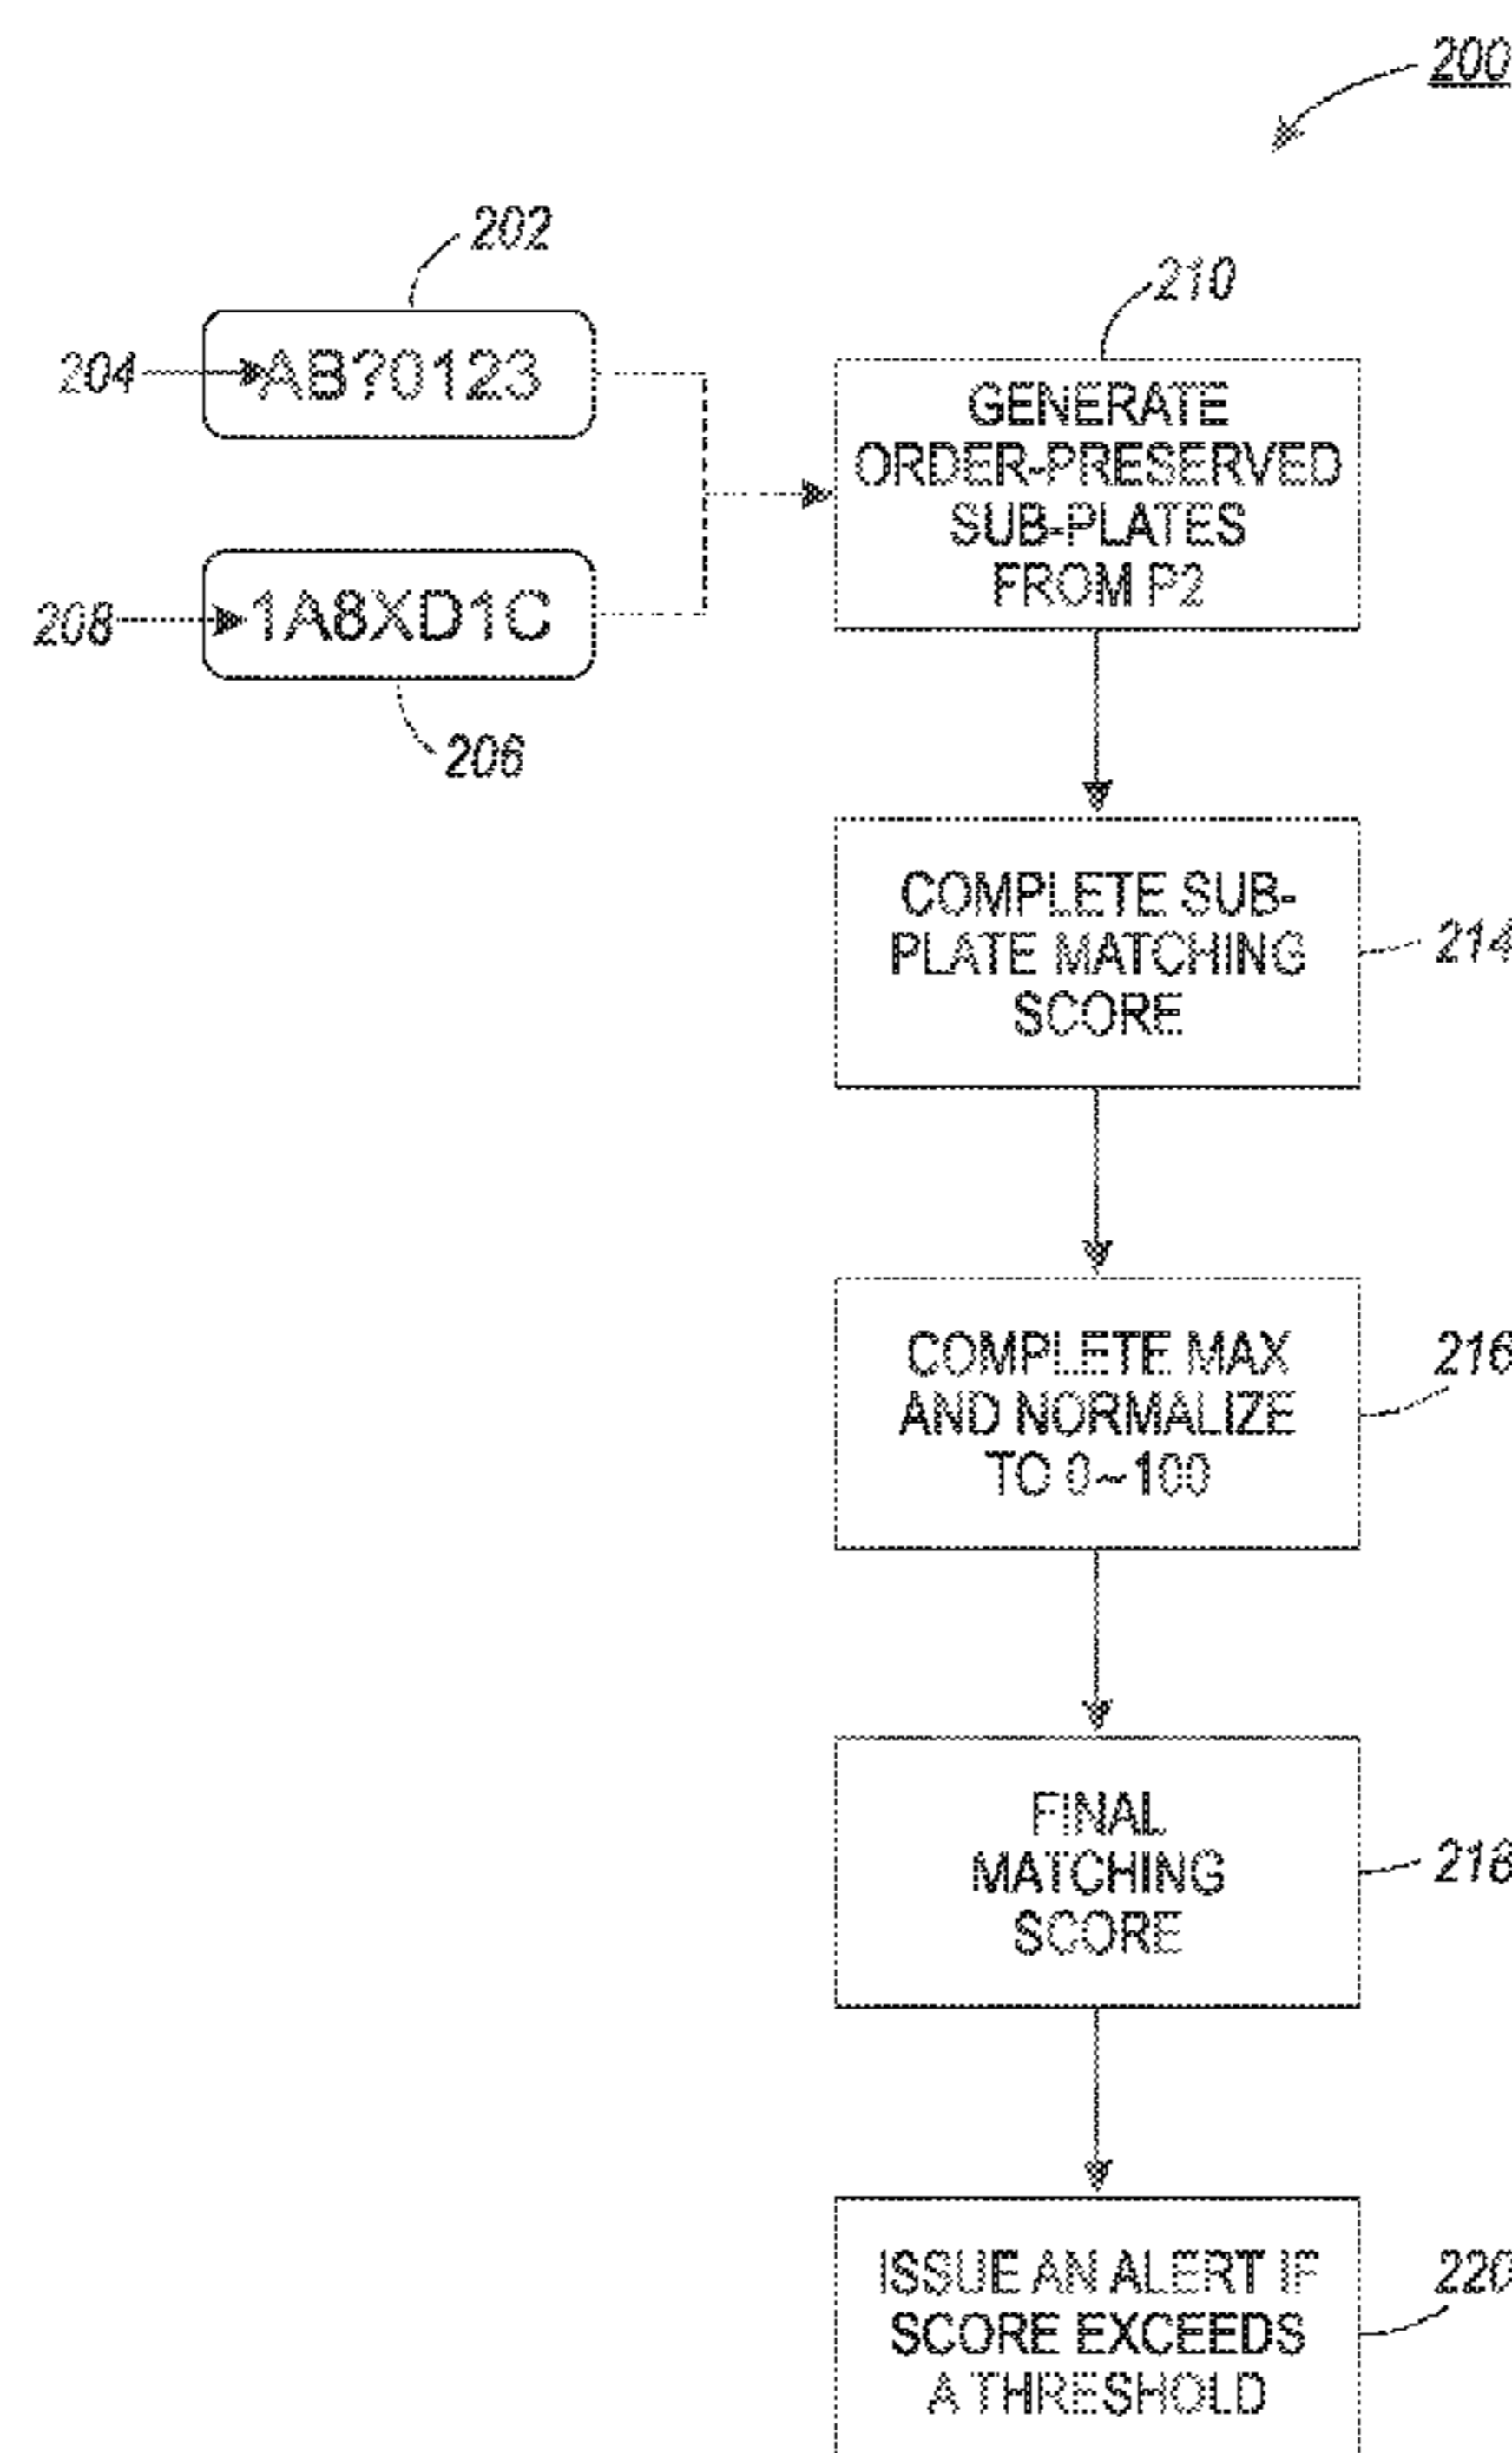 200
202
204
AB?0123
208
1A8XD1C
206
210
GENERATE
ORDER-PRESERVED
SUB-PLATES
FROM P2
COMPLETE SUB-
PLATE MATCHING
SCORE
214
COMPLETE MAX
AND NORMALIZE
TO 0~100
216
FINAL
MATCHING
SCORE
218
ISSUE AN ALERT IF
SCORE EXCEEDS
A THRESHOLD
220